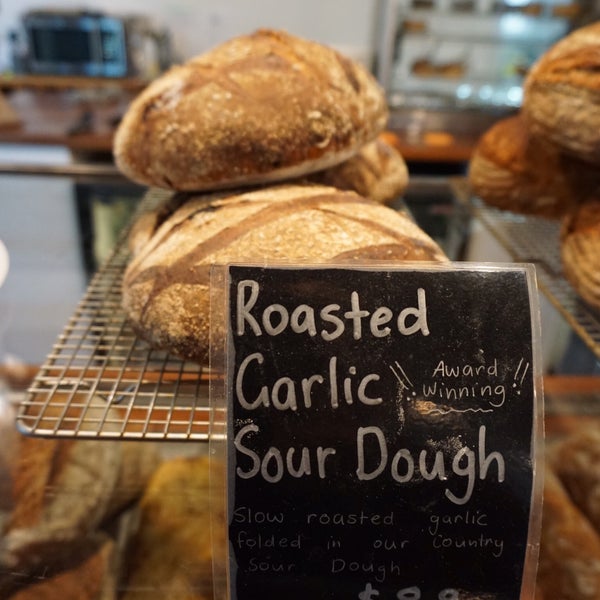 Roasted
Garlic
\\ Award
Winning !!
Sour Dough
Slow roasted garlic
folded in our Country
Sour Dough